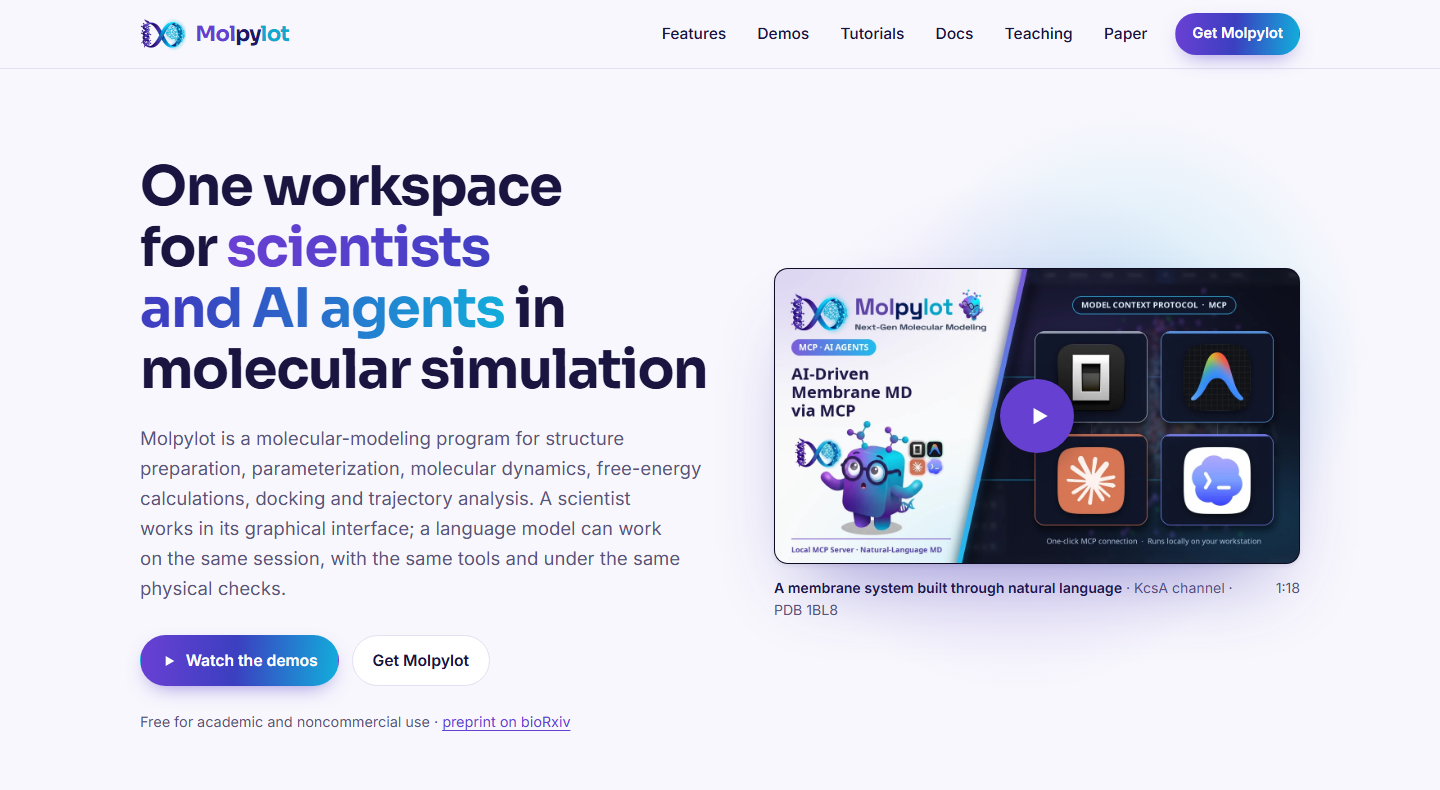 Molpylot
Features
Demos
Tutorials
Docs
Teaching
Paper
Get Molpylot
One workspace
for scientists
and AI agents in
molecular simulation
Molpylot is a molecular-modeling program for structure
preparation, parameterization, molecular dynamics, free-energy
calculations, docking and trajectory analysis. A scientist
works in its graphical interface; a language model can work
on the same session, with the same tools and under the same
physical checks.
Watch the demos
Get Molpylot
Free for academic and noncommercial use · preprint on bioRxiv
Molpylot
Next-Gen Molecular Modeling
MCP · AI AGENTS
AI-Driven
Membrane MD
via MCP
Local MCP Server · Natural-Language MD
MODEL CONTEXT PROTOCOL · MCP
One-click MCP connection · Runs locally on your workstation
A membrane system built through natural language · KcsA channel ·
PDB 1BL8
1:18